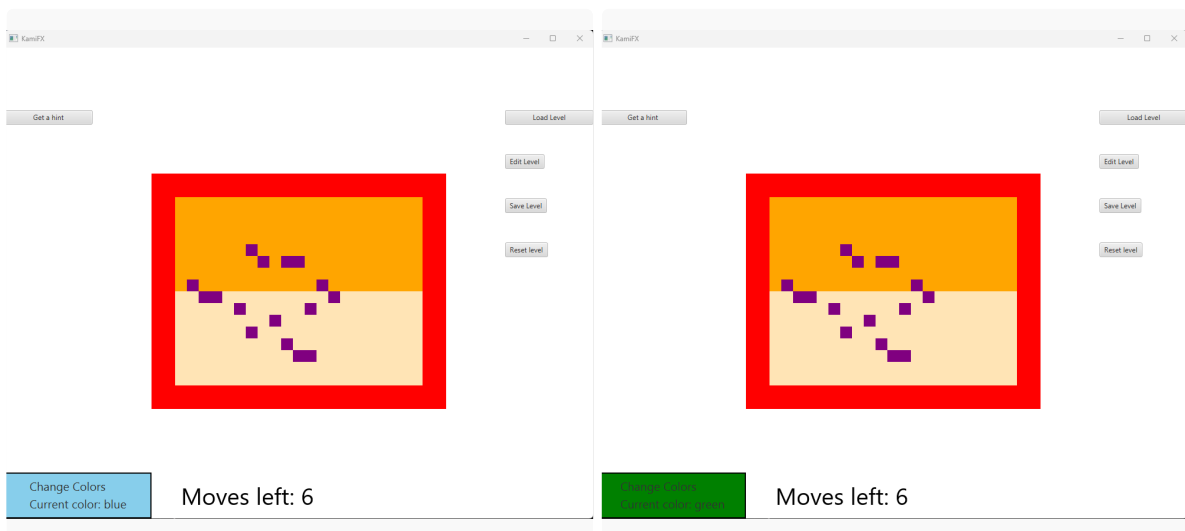 KamiFX
Get a hint
Load Level
Edit Level
Save Level
Reset level
Change Colors
Current color: blue
Moves left: 6
KamiFX
Get a hint
Load Level
Edit Level
Save Level
Reset level
Change Colors
Current color: green
Moves left: 6